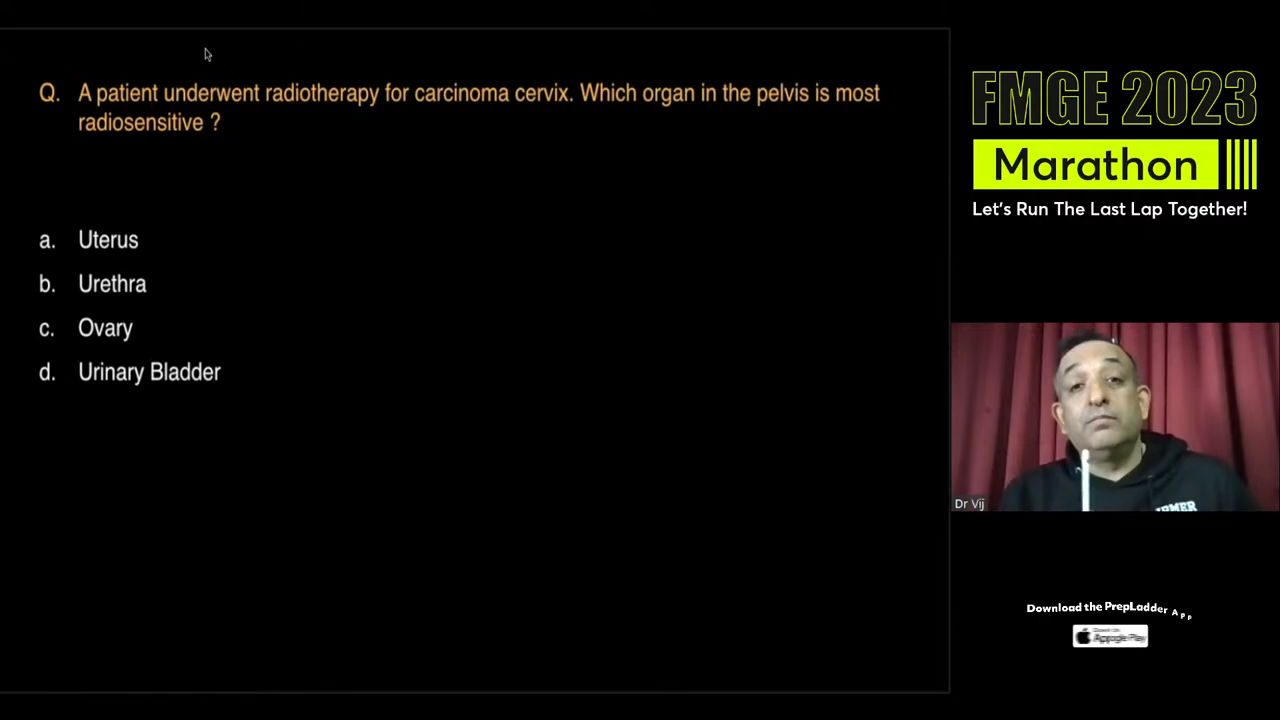 Q. A patient underwent radiotherapy for carcinoma cervix. Which organ in the pelvis is most
radiosensitive ?
a. Uterus
b. Urethra
c. Ovary
d. Urinary Bladder
FMGE 2023
Marathon
Let's Run The Last Lap Together!
Dr Vij
Download the PrepLadder App